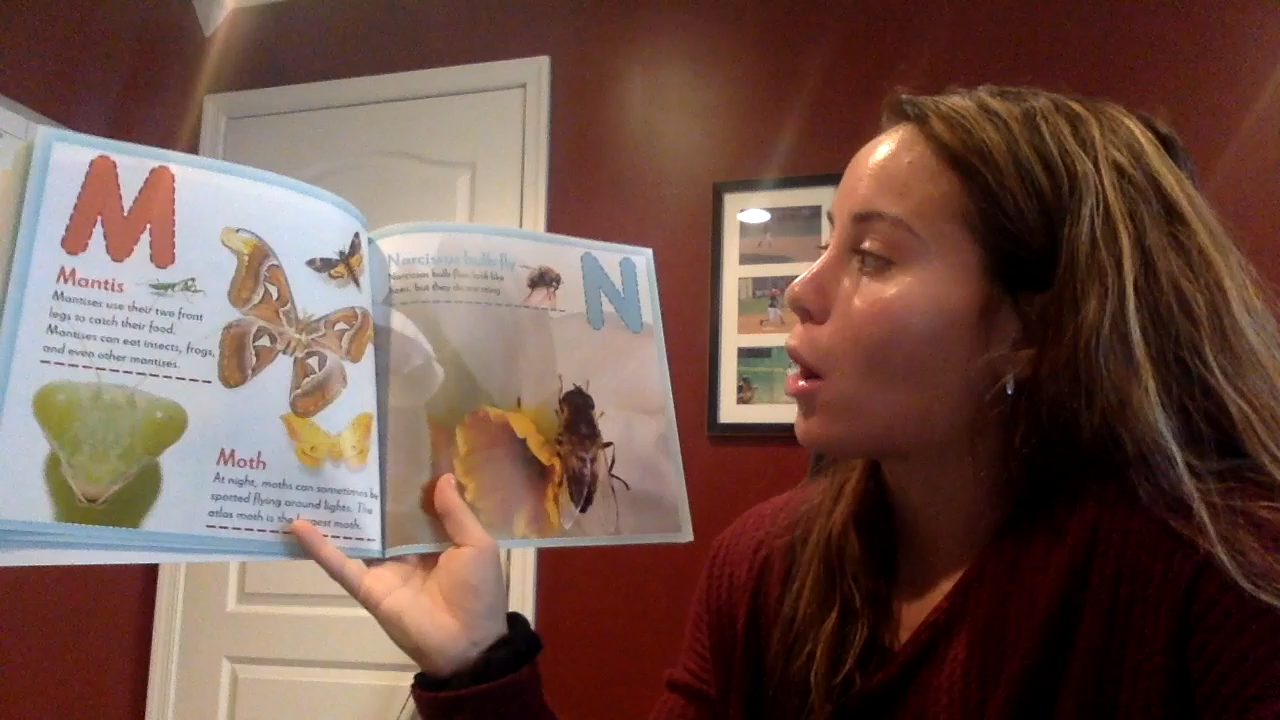 M
Mantis
Mantises use their two front
legs to catch their food.
Mantises can eat insects, frogs,
and even other mantises.
Moth
At night, moths can sometimes be
spotted flying around lights. The
atlas moth is the largest moth.
N
Narcissus bulb fly
Narcissus bulb flies look like
bees, but they do not sting.